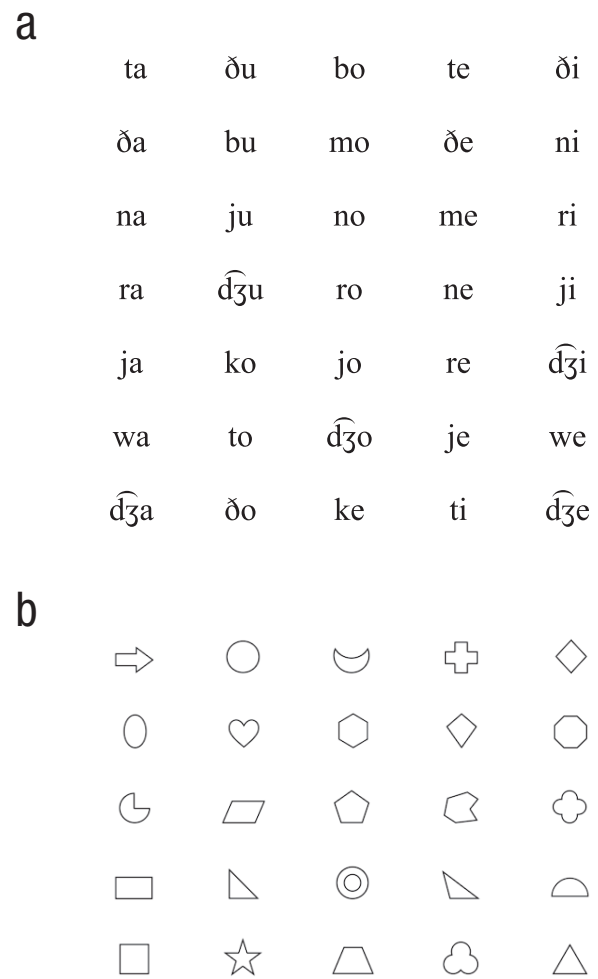 a
ta ðu bo te ði
ða bu mo ðe ni
na ju no me ri
ra d͡ʒu ro ne ji
ja ko jo re d͡ʒi
wa to d͡ʒo je we
d͡ʒa ðo ke ti d͡ʒe
b